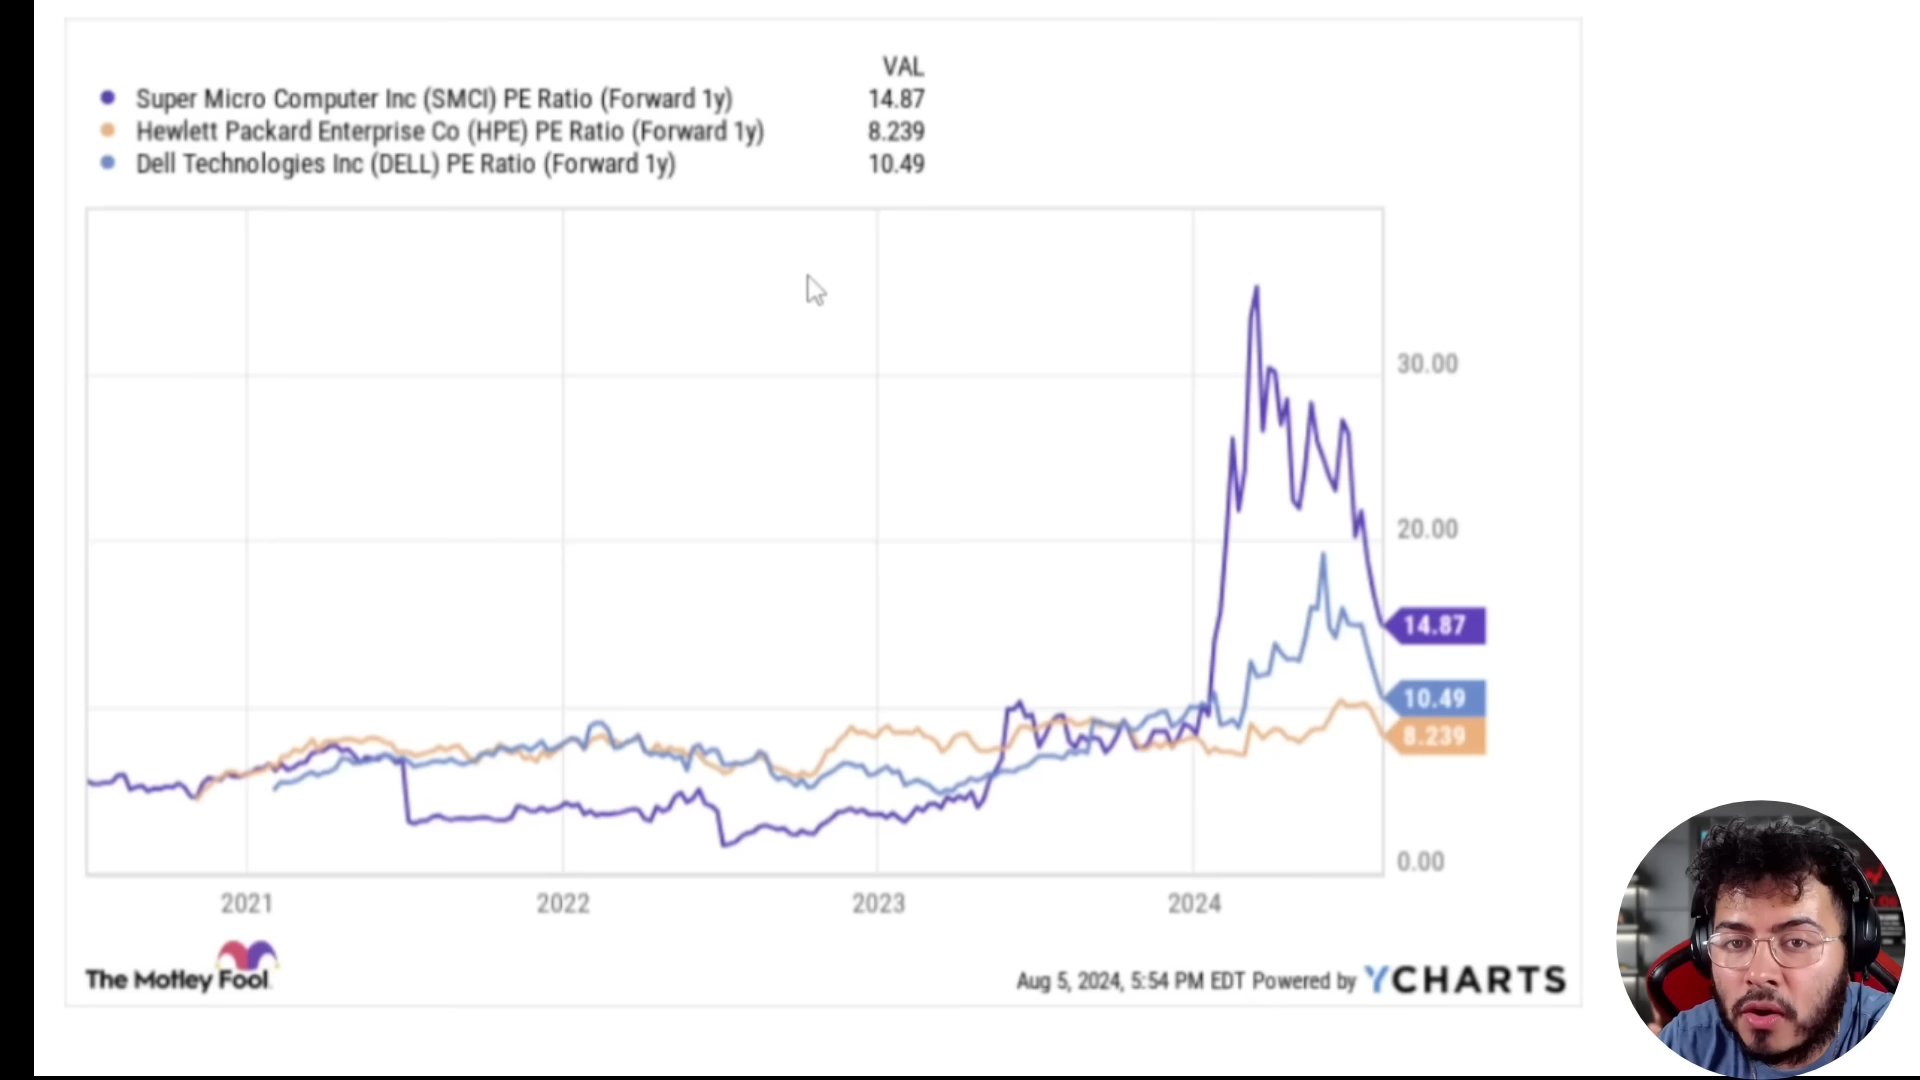 VAL
Super Micro Computer Inc (SMCI) PE Ratio (Forward 1y) 14.87
Hewlett Packard Enterprise Co (HPE) PE Ratio (Forward 1y) 8.239
Dell Technologies Inc (DELL) PE Ratio (Forward 1y) 10.49
30.00
20.00
14.87
10.49
8.239
0.00
2021 2022 2023 2024
The Motley Fool
Aug 5, 2024, 5:54 PM EDT Powered by YCHARTS